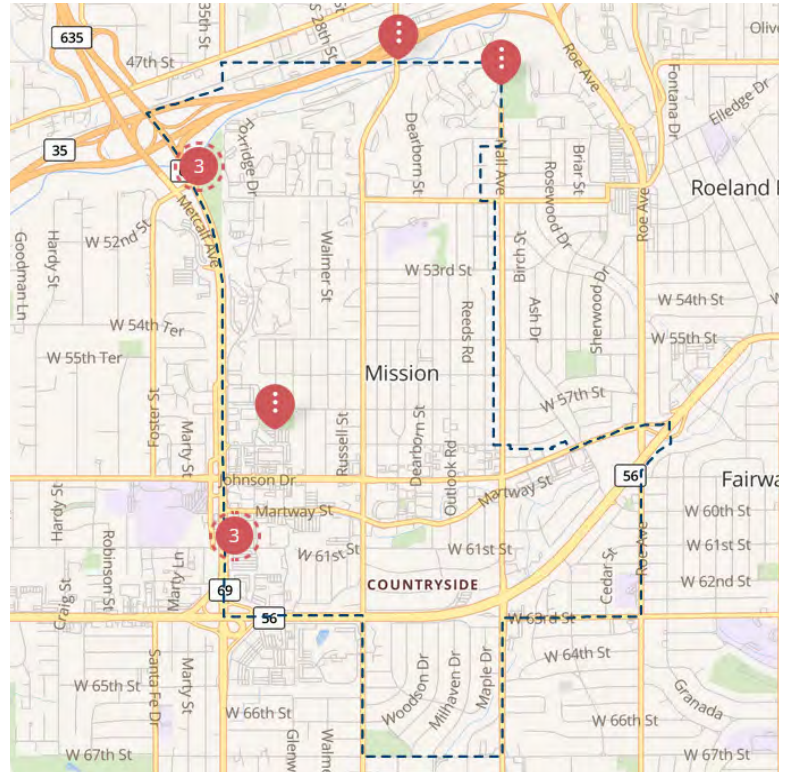 635
35th St
S 28th St
47th St
Roe Ave
Fontana Dr
Elledge Dr
35
3
Foxridge Dr
Dearborn St
Nall Ave
Briar St
Rosewood Dr
Roe Ave
Roeland
Metcalf Ave
W 52nd St
Hardy St
Goodman Ln
Walmer St
W 53rd St
Birch St
Reeds Rd
Ash Dr
Sherwood Dr
W 54th St
W 54th Ter
W 55th St
W 55th Ter
Mission
Foster St
Marty St
W 57th St
Russell St
Dearborn St
Outlook Rd
Johnson Dr
Martway St
56
Fairwa
Hardy St
Martway St
W 60th St
3
Robinson St
Marty Ln
W 61st St
W 61st St
W 61st St
Roe Ave
Cedar St
W 62nd St
COUNTRYSIDE
Craig St
69
56
W 63rd St
Santa Fe Dr
Marty St
W 64th St
W 65th St
Woodson Dr
Milhaven Dr
Maple Dr
Granada
W 66th St
W 66th St
Glenw
Walme
W 67th St
W 67th St